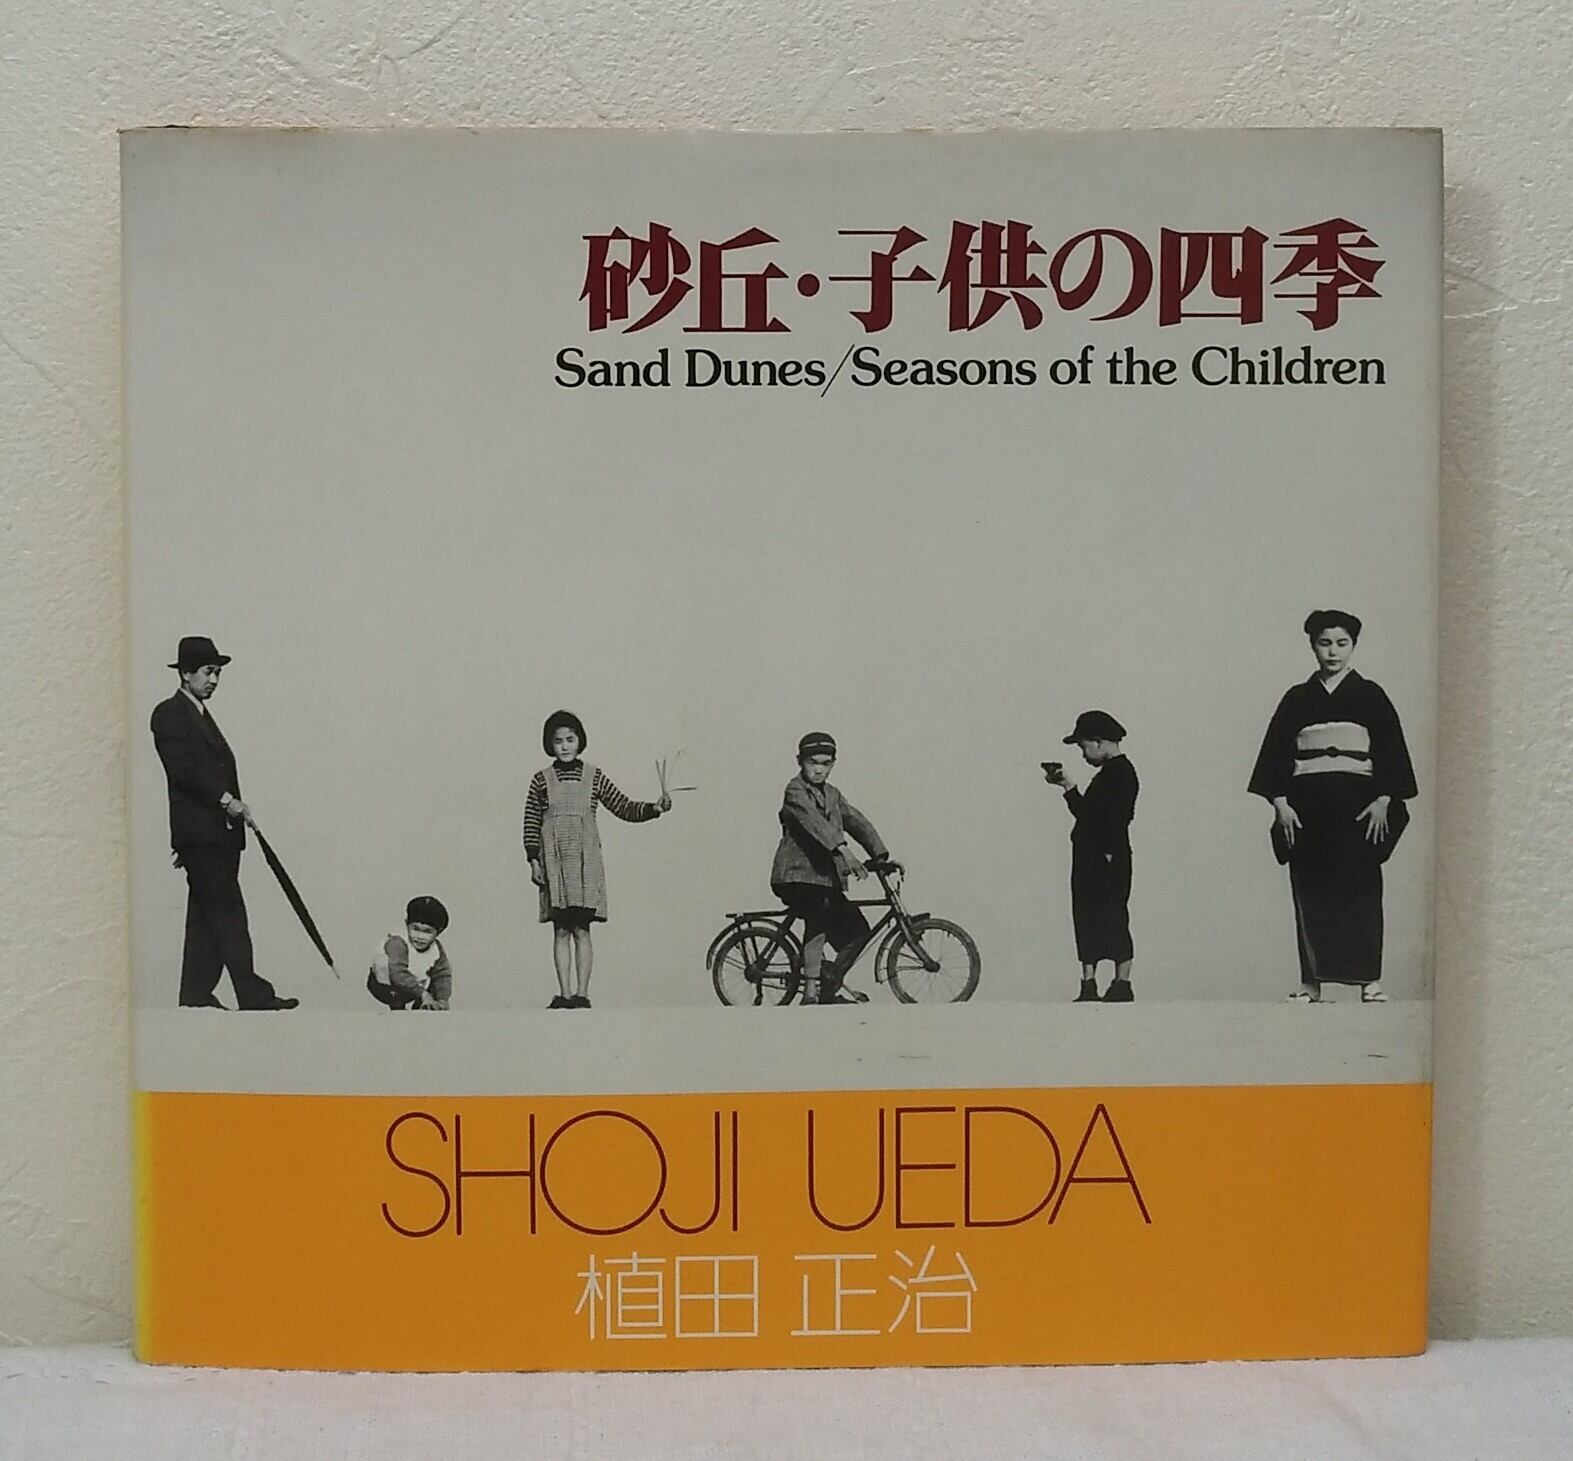 砂丘・子供の四季
Sand Dunes/Seasons of the Children
SHOJI UEDA
植田 正治